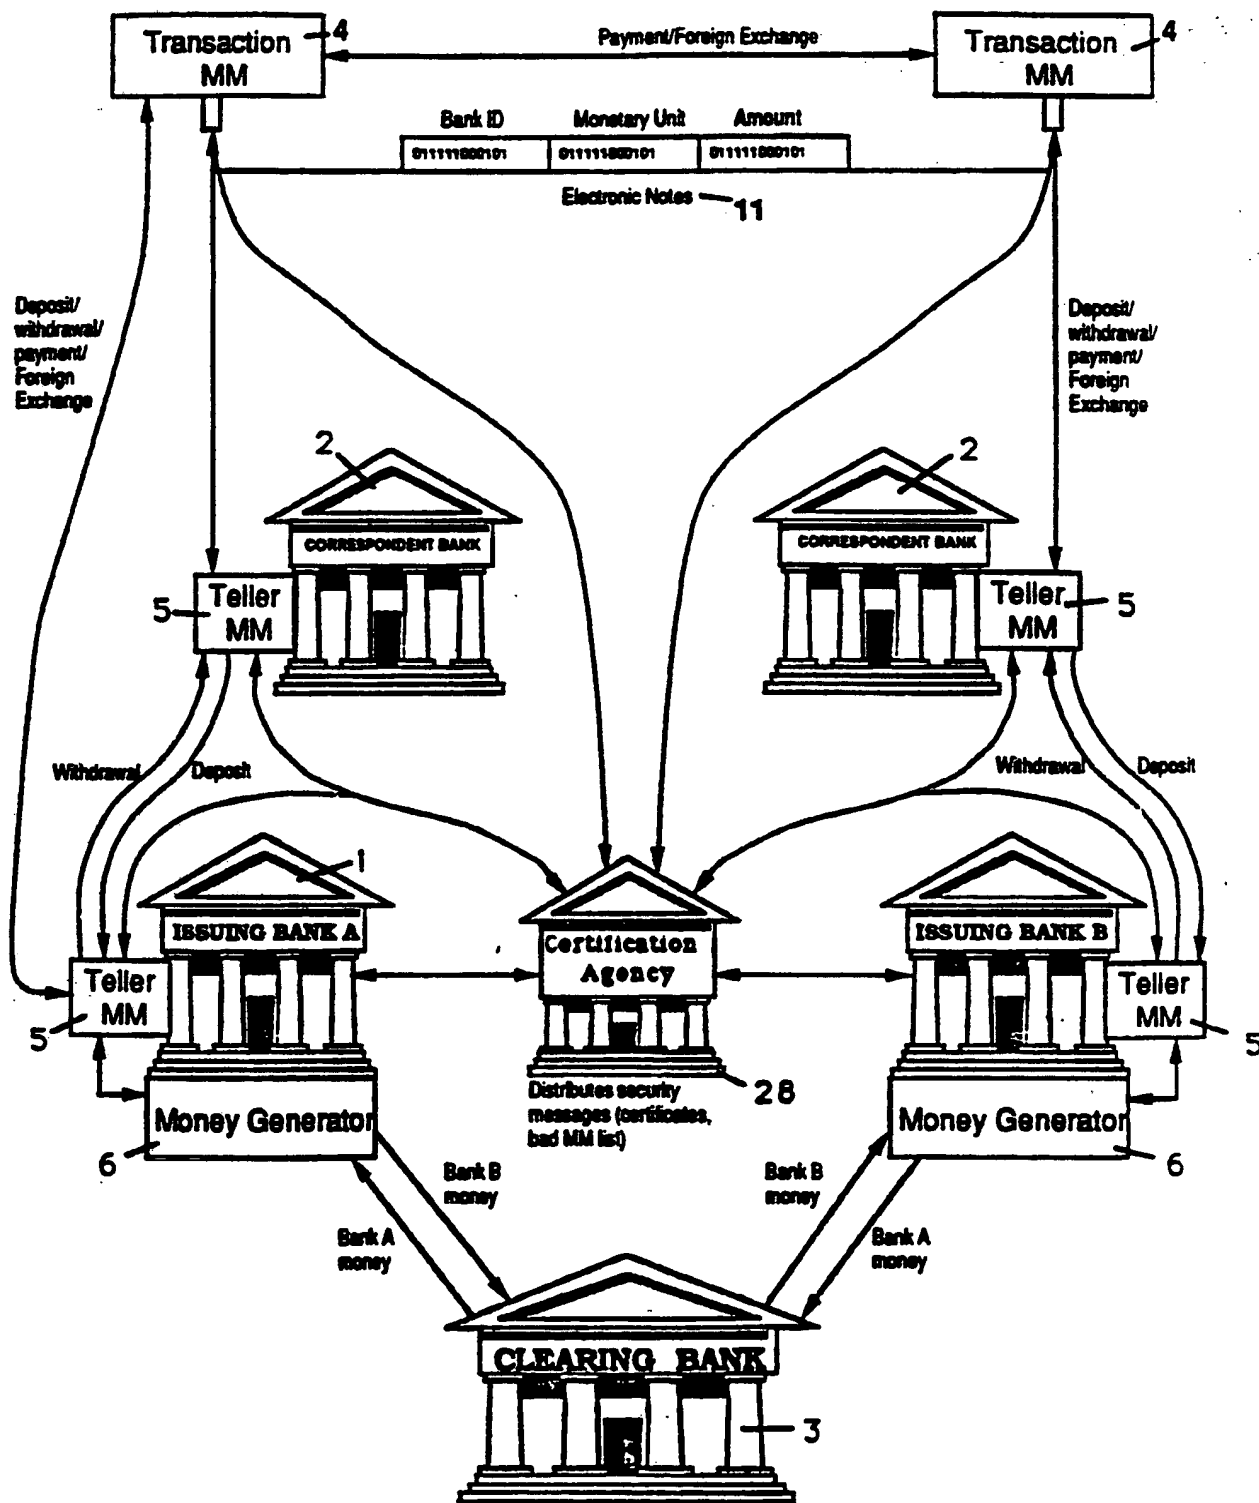 Transaction
MM
4
Payment/Foreign Exchange
Transaction
MM
4
Bank ID
Monetary Unit
Amount
011111000101
011111000101
011111000101
Electronic Notes
11
Deposit/
withdrawal/
payment/
Foreign
Exchange
Deposit/
withdrawal/
payment/
Foreign
Exchange
2
CORRESPONDENT BANK
2
CORRESPONDENT BANK
Teller
MM
5
Teller
MM
5
Withdrawal
Deposit
Withdrawal
Deposit
1
ISSUING BANK A
Certification
Agency
ISSUING BANK B
Teller
MM
5
Teller
MM
5
Money Generator
6
Distributes security
messages (certificates,
bad MM list)
28
Money Generator
6
Bank B
money
Bank A
money
Bank B
money
Bank A
money
CLEARING BANK
3